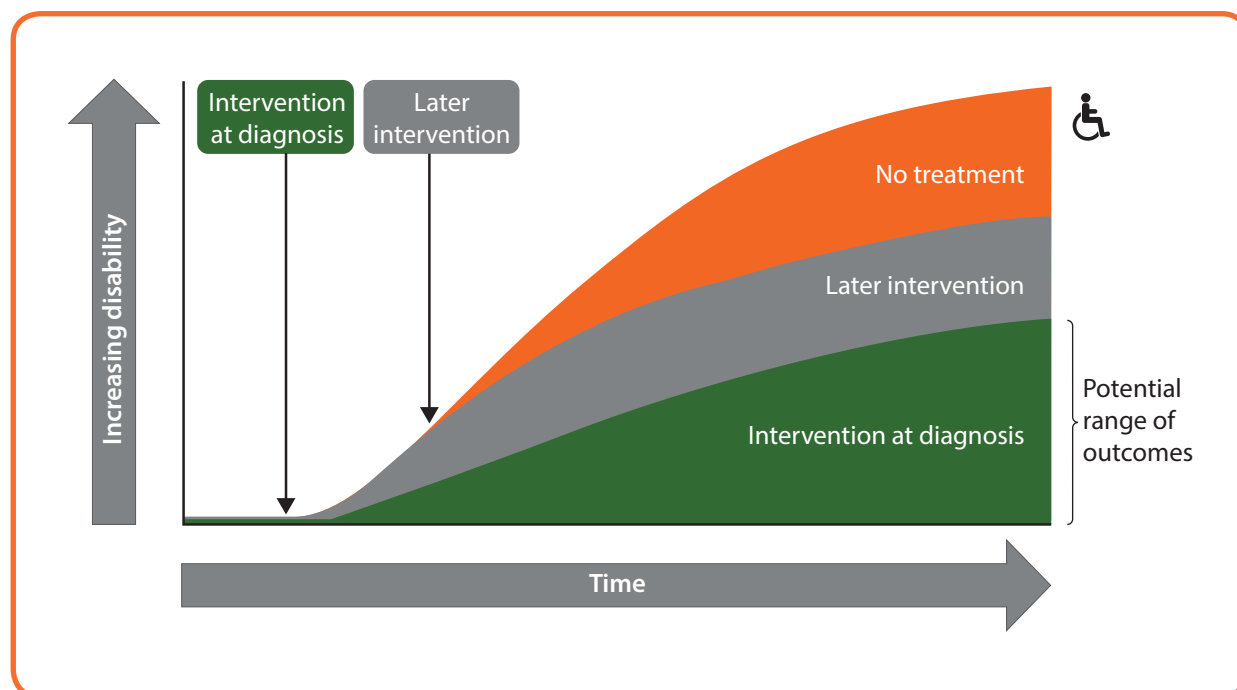 Intervention
at diagnosis
Later
intervention
Increasing disability
No treatment
Later intervention
Intervention at diagnosis
Potential
range of
outcomes
Time